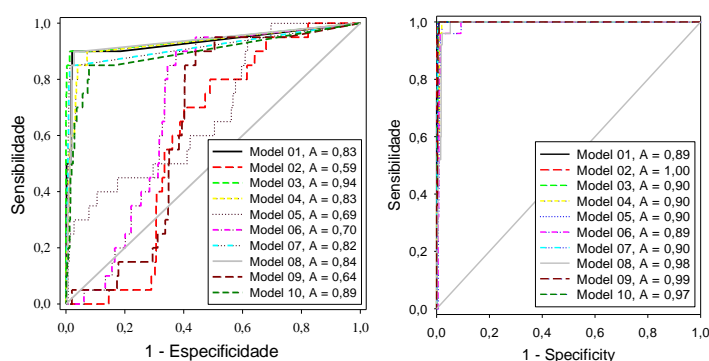 Sensibilidade
1,0
0,8
0,6
0,4
0,2
0,0
Model 01, A = 0,83
Model 02, A = 0,59
Model 03, A = 0,94
Model 04, A = 0,83
Model 05, A = 0,69
Model 06, A = 0,70
Model 07, A = 0,82
Model 08, A = 0,84
Model 09, A = 0,64
Model 10, A = 0,89
0,0 0,2 0,4 0,6 0,8 1,0
1 - Especificidade
Sensibilidade
1,0
0,8
0,6
0,4
0,2
0,0
Model 01, A = 0,89
Model 02, A = 1,00
Model 03, A = 0,90
Model 04, A = 0,90
Model 05, A = 0,90
Model 06, A = 0,89
Model 07, A = 0,90
Model 08, A = 0,98
Model 09, A = 0,99
Model 10, A = 0,97
0,0 0,2 0,4 0,6 0,8 1,0
1 - Specificity